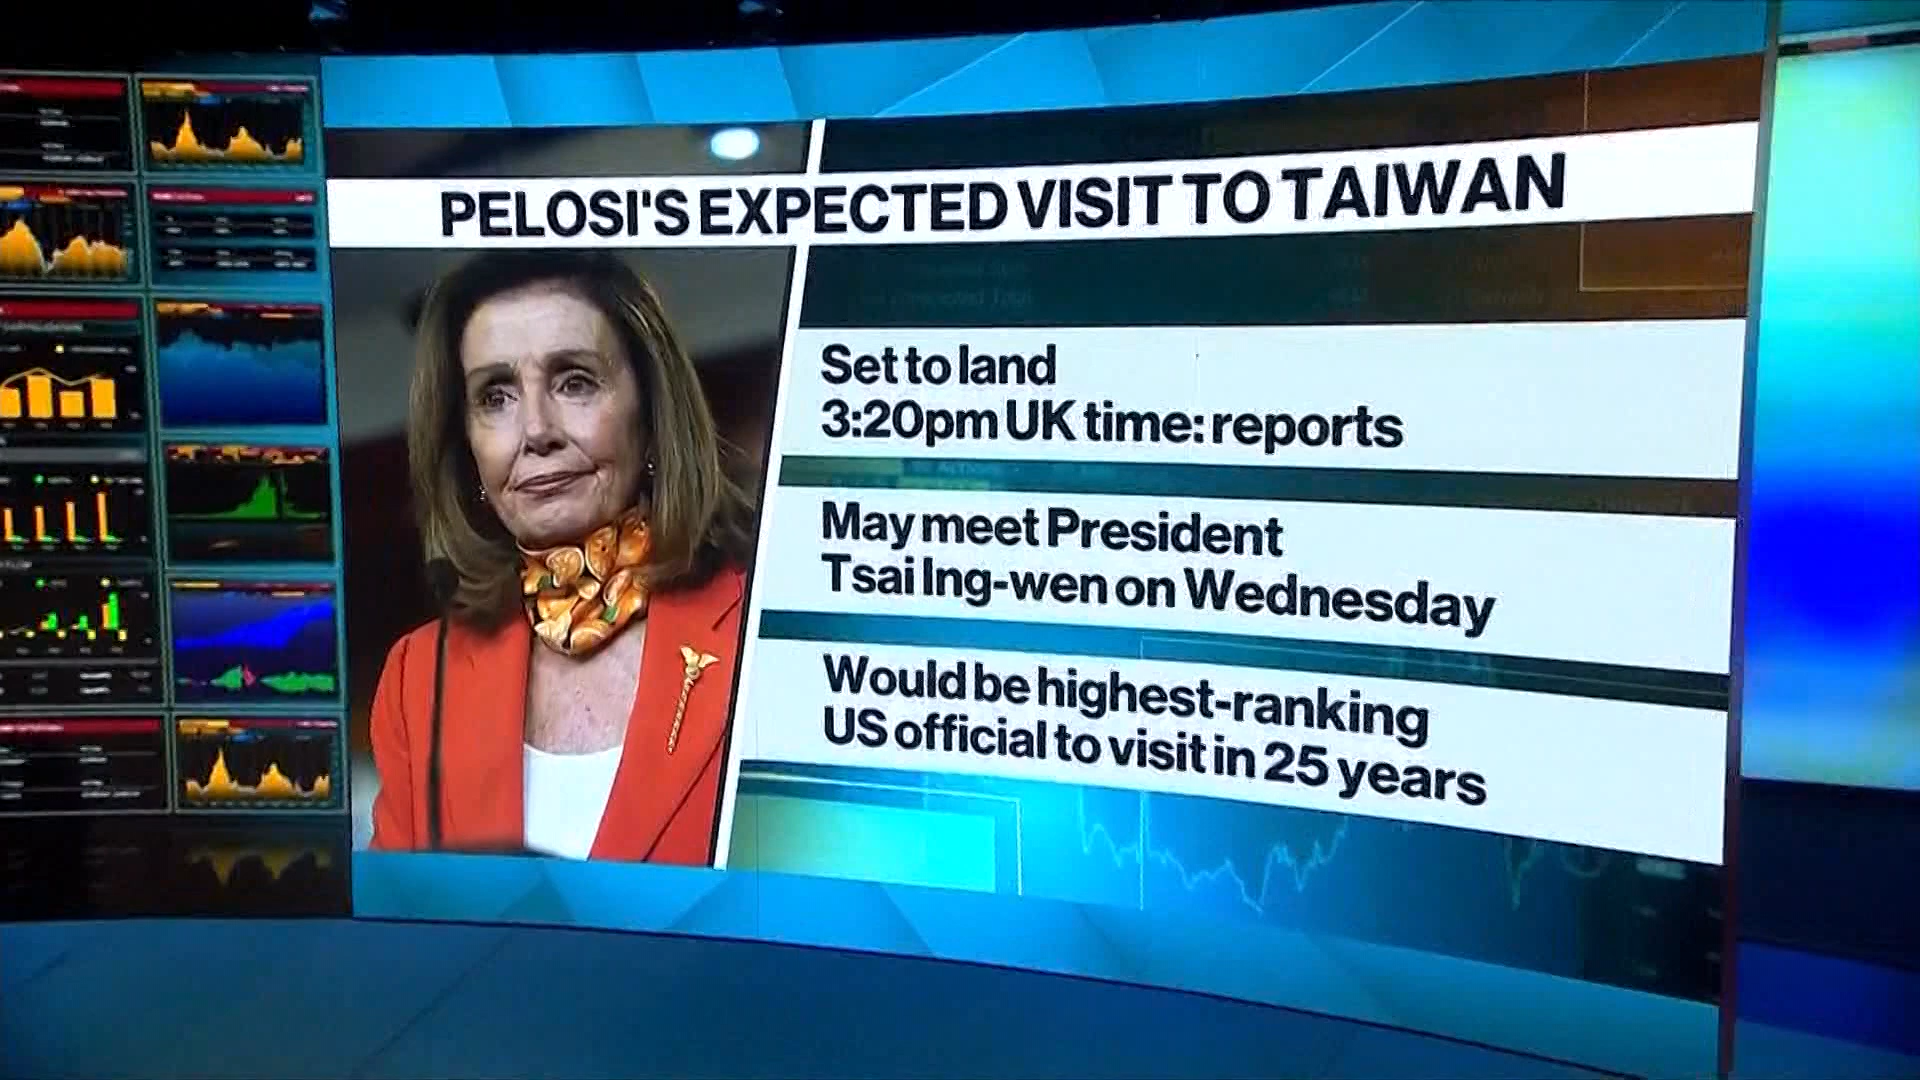 PELOSI'S EXPECTED VISIT TO TAIWAN
Set to land
3:20pm UK time: reports
May meet President
Tsai Ing-wen on Wednesday
Would be highest-ranking
US official to visit in 25 years